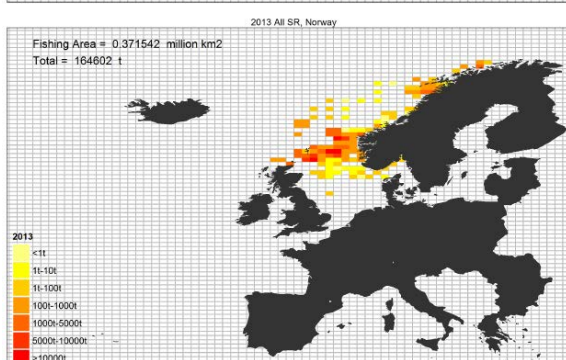 2013 All SR, Norway
Fishing Area = 0.371542 million km2
Total = 164602 t
2013
<1t
1t-10t
1t-100t
100t-1000t
1000t-5000t
5000t-10000t
>10000t